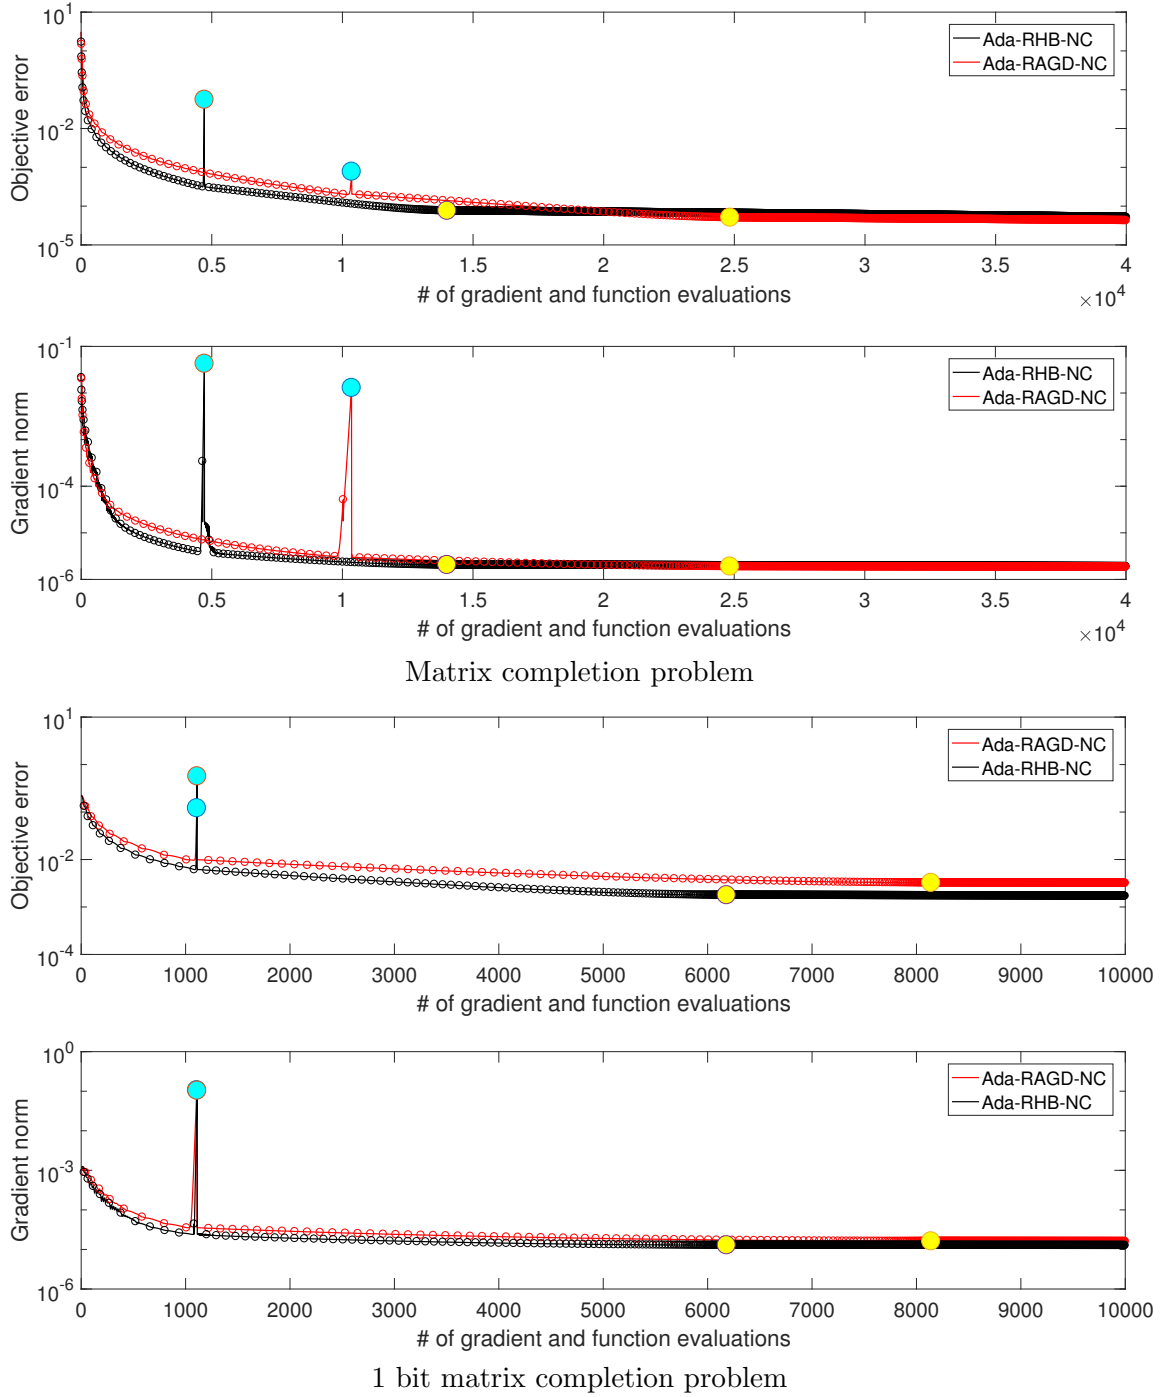 10^1
10^-2
10^-5
Objective error
Ada-RHB-NC
Ada-RAGD-NC
0 0.5 1 1.5 2 2.5 3 3.5 4
# of gradient and function evaluations
×10^4
10^-1
10^-4
10^-6
Gradient norm
Ada-RHB-NC
Ada-RAGD-NC
0 0.5 1 1.5 2 2.5 3 3.5 4
# of gradient and function evaluations
×10^4
Matrix completion problem
10^1
10^-2
10^-4
Objective error
Ada-RAGD-NC
Ada-RHB-NC
0 1000 2000 3000 4000 5000 6000 7000 8000 9000 10000
# of gradient and function evaluations
10^0
10^-3
10^-6
Gradient norm
Ada-RAGD-NC
Ada-RHB-NC
0 1000 2000 3000 4000 5000 6000 7000 8000 9000 10000
# of gradient and function evaluations
1 bit matrix completion problem